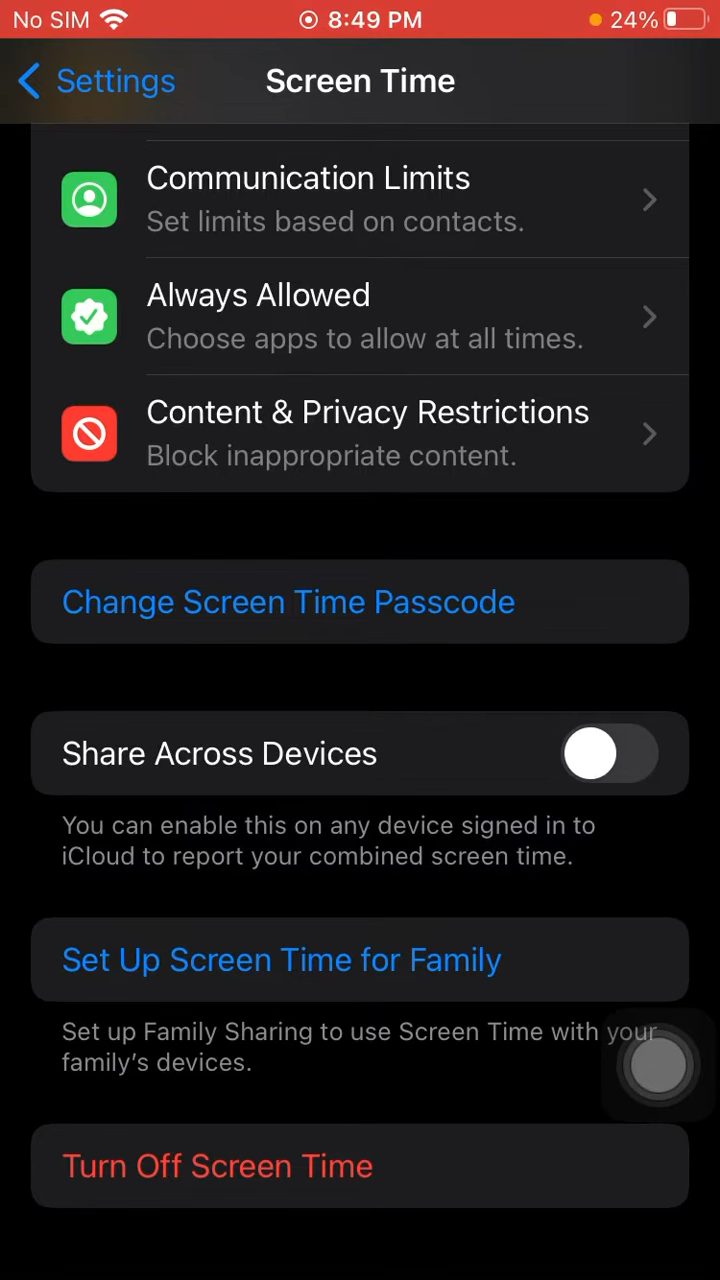 No SIM 8:49 PM 24%
Settings Screen Time
Communication Limits
Set limits based on contacts.
Always Allowed
Choose apps to allow at all times.
Content & Privacy Restrictions
Block inappropriate content.
Change Screen Time Passcode
Share Across Devices
You can enable this on any device signed in to
iCloud to report your combined screen time.
Set Up Screen Time for Family
Set up Family Sharing to use Screen Time with your
family's devices.
Turn Off Screen Time